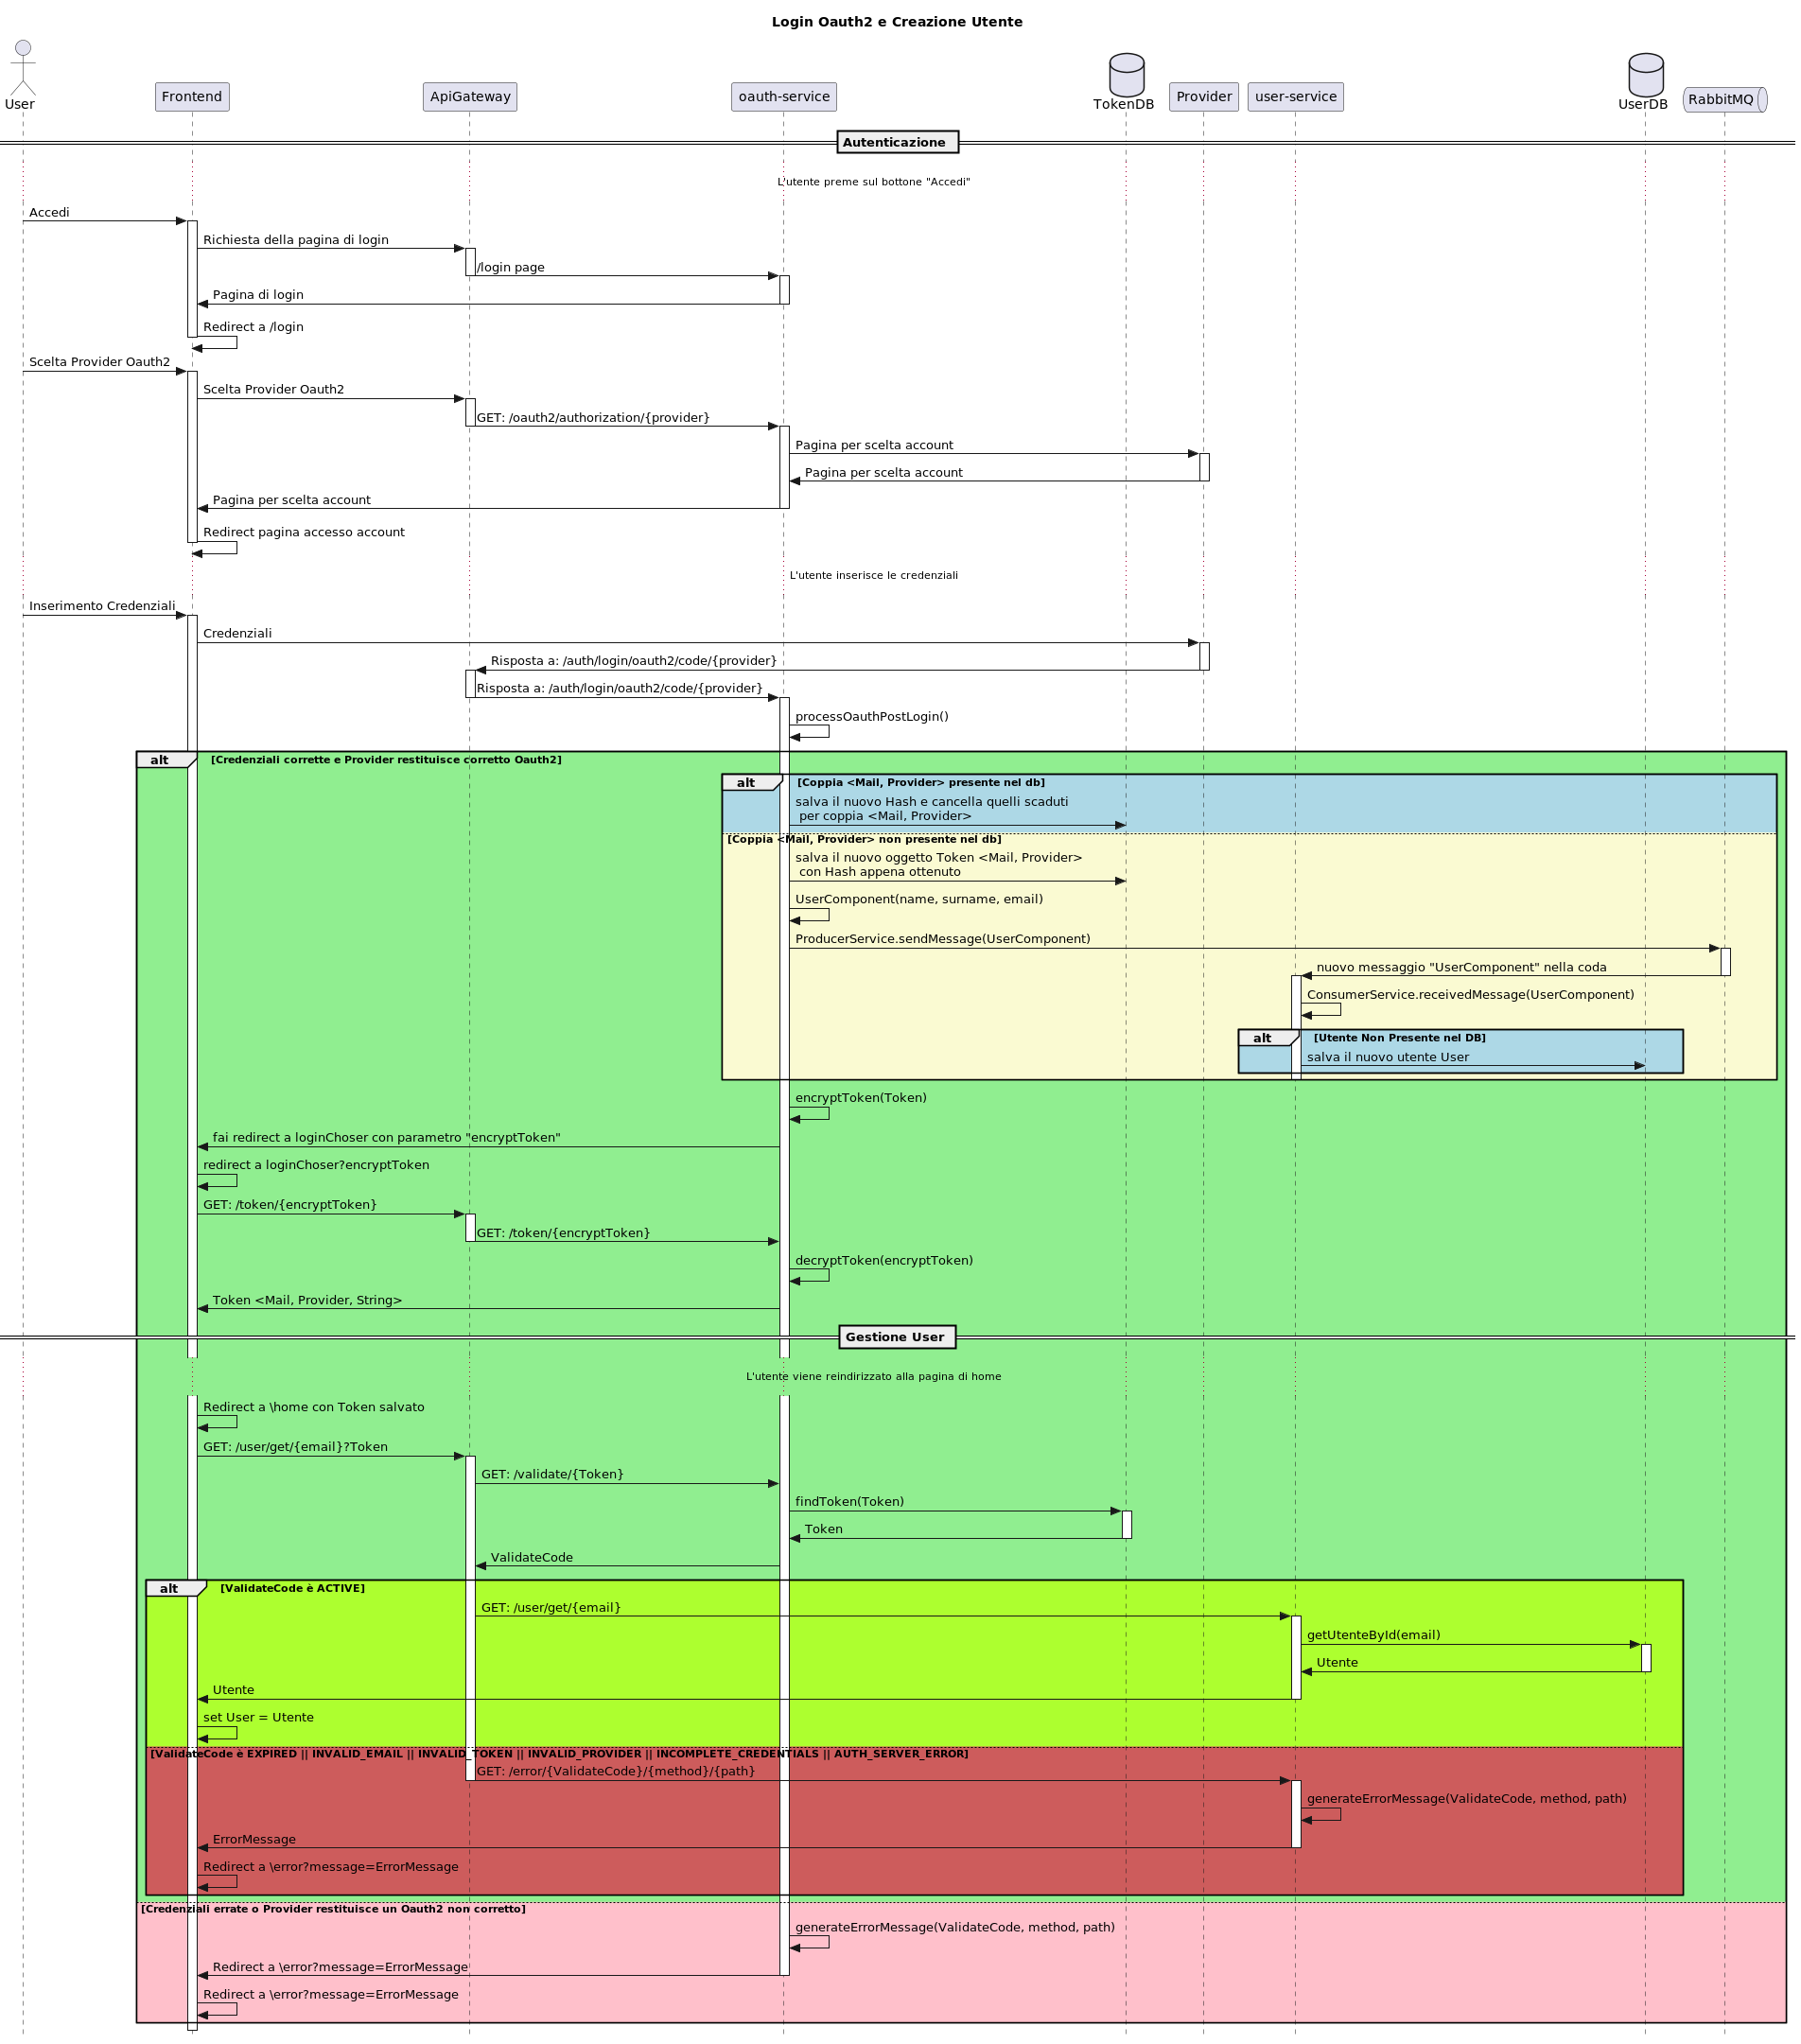 Login Oauth2 e Creazione Utente
User
Frontend
ApiGateway
oauth-service
TokenDB
Provider
user-service
UserDB
RabbitMQ
Autenticazione
L'utente preme sul bottone "Accedi"
Accedi
Richiesta della pagina di login
/login page
Pagina di login
Redirect a /login
Scelta Provider Oauth2
Scelta Provider Oauth2
GET: /oauth2/authorization/{provider}
Pagina per scelta account
Pagina per scelta account
Pagina per scelta account
Redirect pagina accesso account
L'utente inserisce le credenziali
Inserimento Credenziali
Credenziali
Risposta a: /auth/login/oauth2/code/{provider}
Risposta a: /auth/login/oauth2/code/{provider}
processOauthPostLogin()
alt [Credenziali corrette e Provider restituisce corretto Oauth2]
alt [Coppia <Mail, Provider> presente nel db]
salva il nuovo Hash e cancella quelli scaduti
per coppia <Mail, Provider>
[Coppia <Mail, Provider> non presente nel db]
salva il nuovo oggetto Token <Mail, Provider>
con Hash appena ottenuto
UserComponent(name, surname, email)
ProducerService.sendMessage(UserComponent)
nuovo messaggio "UserComponent" nella coda
ConsumerService.receivedMessage(UserComponent)
alt [Utente Non Presente nel DB]
salva il nuovo utente User
encryptToken(Token)
fai redirect a loginChoser con parametro "encryptToken"
redirect a loginChoser?encryptToken
GET: /token/{encryptToken}
GET: /token/{encryptToken}
decryptToken(encryptToken)
Token <Mail, Provider, String>
Gestione User
L'utente viene reindirizzato alla pagina di home
Redirect a \home con Token salvato
GET: /user/get/{email}?Token
GET: /validate/{Token}
findToken(Token)
Token
ValidateCode
alt [ValidateCode è ACTIVE]
GET: /user/get/{email}
getUtenteById(email)
Utente
Utente
set User = Utente
[ValidateCode è EXPIRED || INVALID_EMAIL || INVALID_TOKEN || INVALID_PROVIDER || INCOMPLETE_CREDENTIALS || AUTH_SERVER_ERROR]
GET: /error/{ValidateCode}/{method}/{path}
generateErrorMessage(ValidateCode, method, path)
ErrorMessage
Redirect a \error?message=ErrorMessage
[Credenziali errate o Provider restituisce un Oauth2 non corretto]
generateErrorMessage(ValidateCode, method, path)
Redirect a \error?message=ErrorMessage
Redirect a \error?message=ErrorMessage